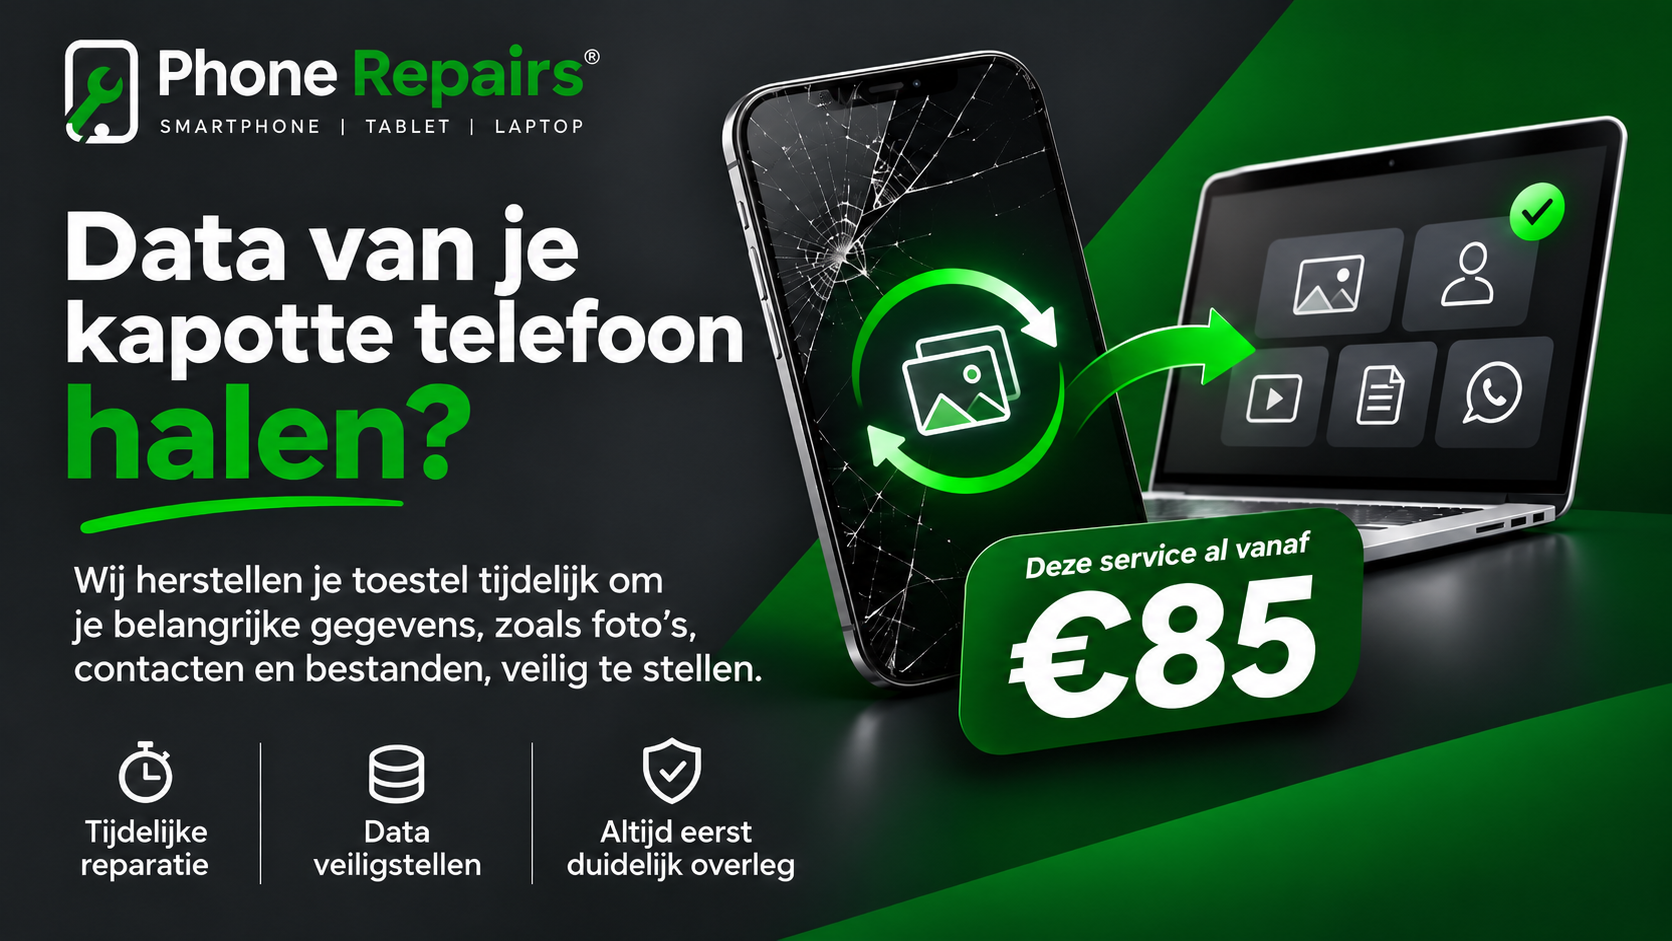 Phone Repairs®
SMARTPHONE | TABLET | LAPTOP
Data van je
kapotte telefoon
halen?
Wij herstellen je toestel tijdelijk om
je belangrijke gegevens, zoals foto's,
contacten en bestanden, veilig te stellen.
Deze service al vanaf
€85
Tijdelijke
reparatie
Data
veiligstellen
Altijd eerst
duidelijk overleg